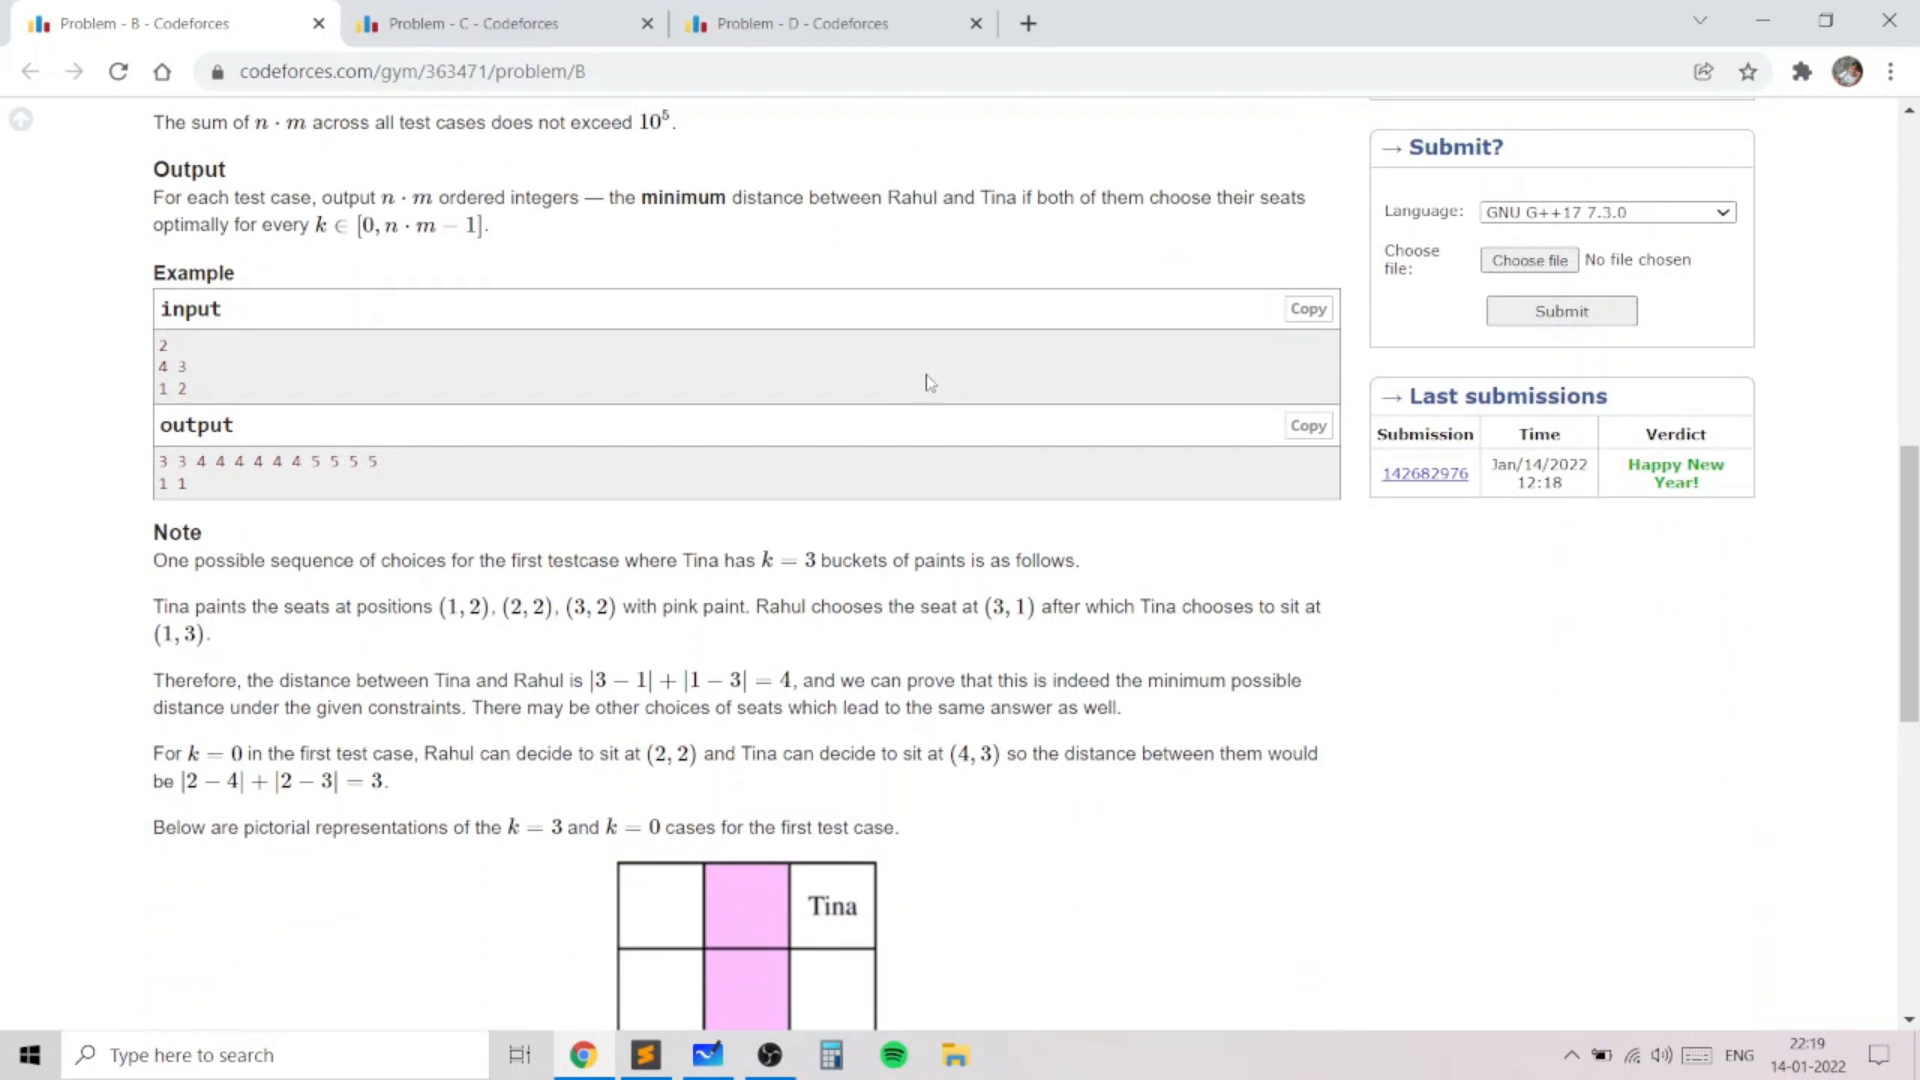 Problem - B - Codeforces
Problem - C - Codeforces
Problem - D - Codeforces
codeforces.com/gym/363471/problem/B
The sum of n · m across all test cases does not exceed 10⁵.
Output
For each test case, output n · m ordered integers — the minimum distance between Rahul and Tina if both of them choose their seats
optimally for every k ∈ [0, n · m − 1].
Example
input
Copy
2
4 3
1 2
output
Copy
3 3 4 4 4 4 4 4 5 5 5 5
1 1
Note
One possible sequence of choices for the first testcase where Tina has k = 3 buckets of paints is as follows.
Tina paints the seats at positions (1, 2), (2, 2), (3, 2) with pink paint. Rahul chooses the seat at (3, 1) after which Tina chooses to sit at
(1, 3).
Therefore, the distance between Tina and Rahul is |3 − 1| + |1 − 3| = 4, and we can prove that this is indeed the minimum possible
distance under the given constraints. There may be other choices of seats which lead to the same answer as well.
For k = 0 in the first test case, Rahul can decide to sit at (2, 2) and Tina can decide to sit at (4, 3) so the distance between them would
be |2 − 4| + |2 − 3| = 3.
Below are pictorial representations of the k = 3 and k = 0 cases for the first test case.
Tina
→ Submit?
Language: GNU G++17 7.3.0
Choose
file:
Choose file No file chosen
Submit
→ Last submissions
Submission Time Verdict
142682976 Jan/14/2022
12:18
Happy New
Year!
Type here to search
ENG
22:19
14-01-2022